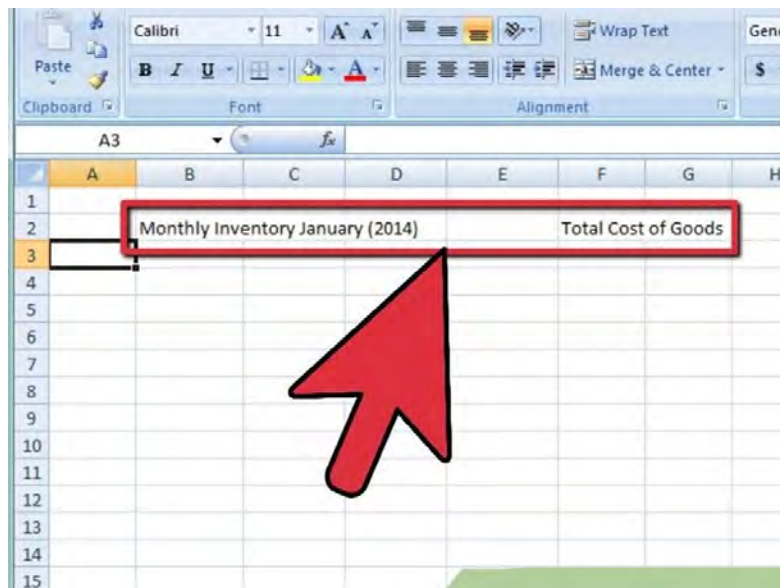 Calibri 11 A A Wrap Text Gene
Paste B I U A Merge & Center $
Clipboard Font Alignment
A3 fx
A B C D E F G H
1
2 Monthly Inventory January (2014) Total Cost of Goods
3
4
5
6
7
8
9
10
11
12
13
14
15